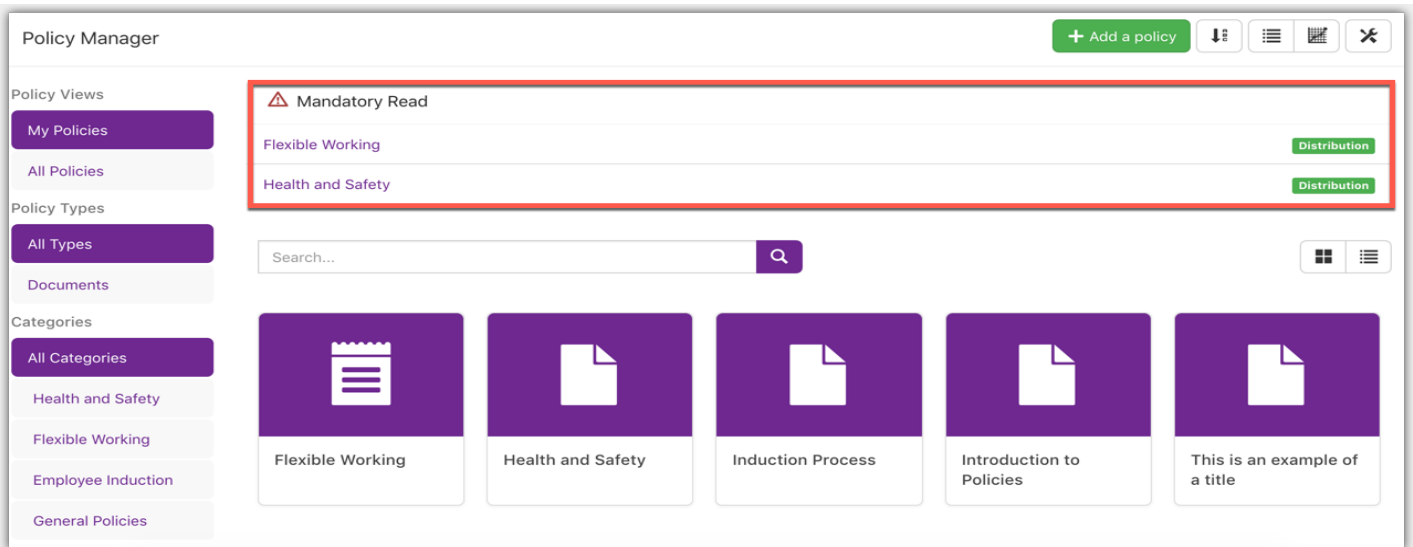 Policy Manager
Add a policy
Policy Views
My Policies
All Policies
Policy Types
All Types
Documents
Categories
All Categories
Health and Safety
Flexible Working
Employee Induction
General Policies
Mandatory Read
Flexible Working
Distribution
Health and Safety
Distribution
Search...
Flexible Working
Health and Safety
Induction Process
Introduction to
Policies
This is an example of
a title